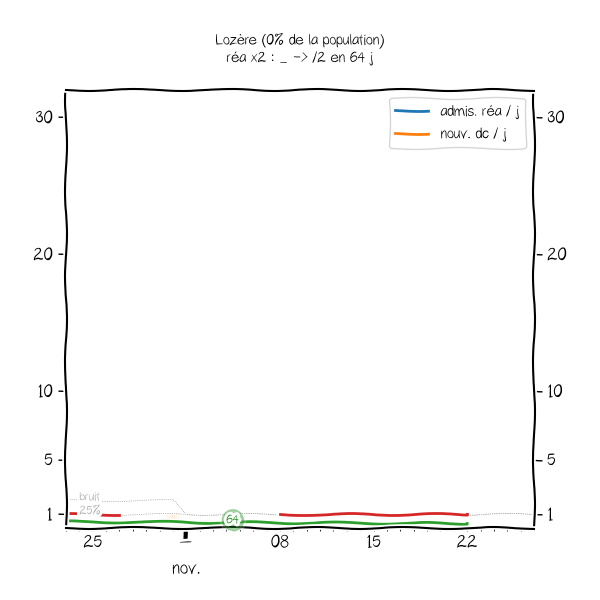 Lozère (0% de la population)
réa x2 : _ -> /2 en 64 j
admis. réa / j
nouv. dc / j
30
30
20
20
10
10
5
5
bruit
25%
1
1
64
25
1
08
15
22
nov.